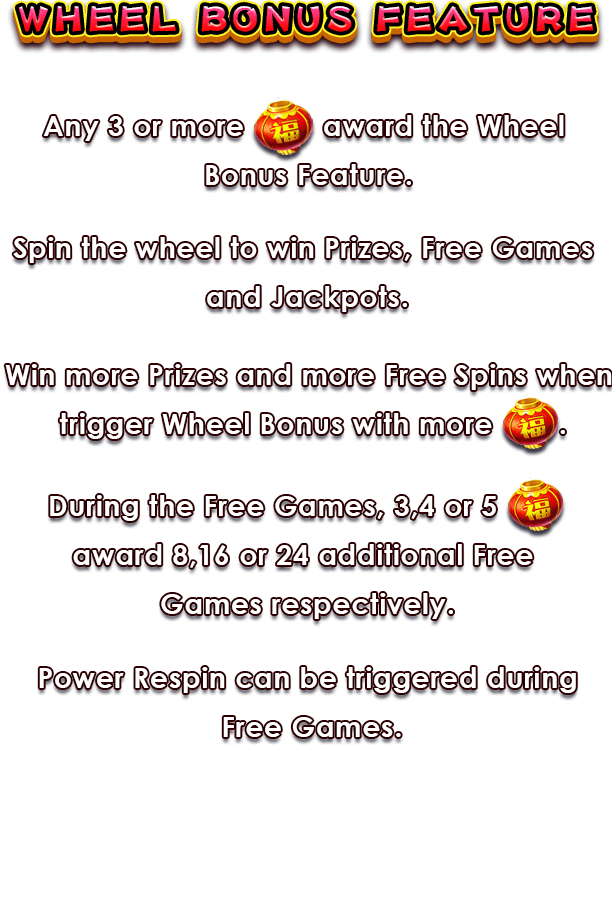 WHEEL BONUS FEATURE
Any 3 or more 福 award the Wheel
Bonus Feature.
Spin the wheel to win Prizes, Free Games
and Jackpots.
Win more Prizes and more Free Spins when
trigger Wheel Bonus with more 福.
During the Free Games, 3,4 or 5 福
award 8,16 or 24 additional Free
Games respectively.
Power Respin can be triggered during
Free Games.